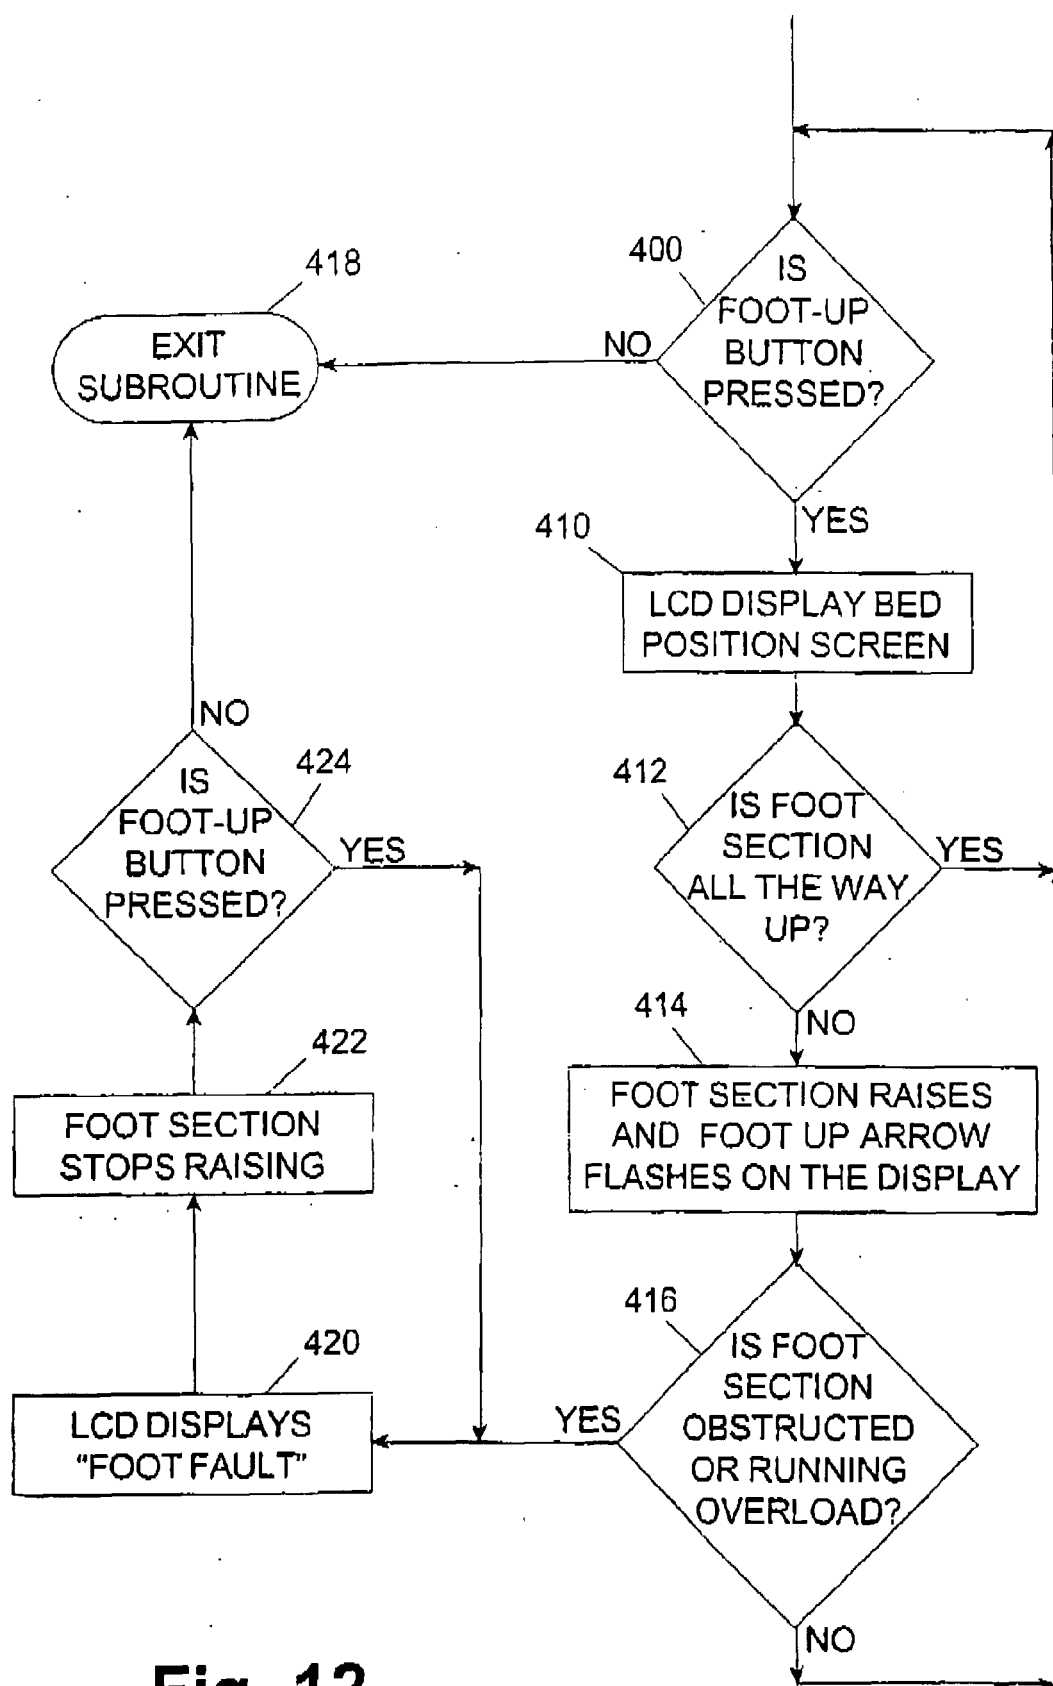 400
IS
FOOT-UP
BUTTON
PRESSED?
NO
YES
418
EXIT
SUBROUTINE
410
LCD DISPLAY BED
POSITION SCREEN
412
IS FOOT
SECTION
ALL THE WAY
UP?
YES
NO
414
FOOT SECTION RAISES
AND FOOT UP ARROW
FLASHES ON THE DISPLAY
416
IS FOOT
SECTION
OBSTRUCTED
OR RUNNING
OVERLOAD?
YES
NO
420
LCD DISPLAYS
"FOOT FAULT"
422
FOOT SECTION
STOPS RAISING
424
IS
FOOT-UP
BUTTON
PRESSED?
YES
NO
Fig.